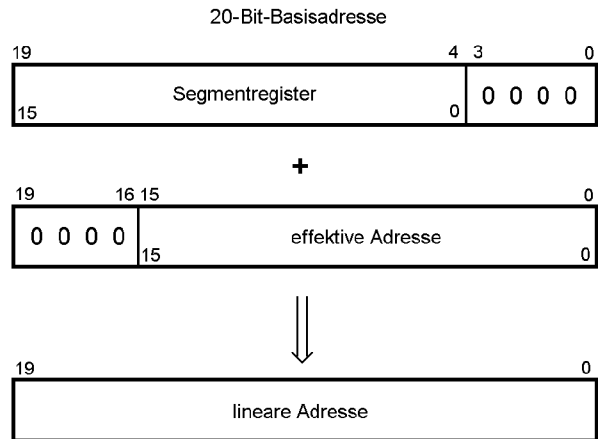 20-Bit-Basisadresse
19 4 3 0
Segmentregister 0 0 0 0
15 0
+
19 16 15 0
0 0 0 0 effektive Adresse
15 0
19 0
lineare Adresse